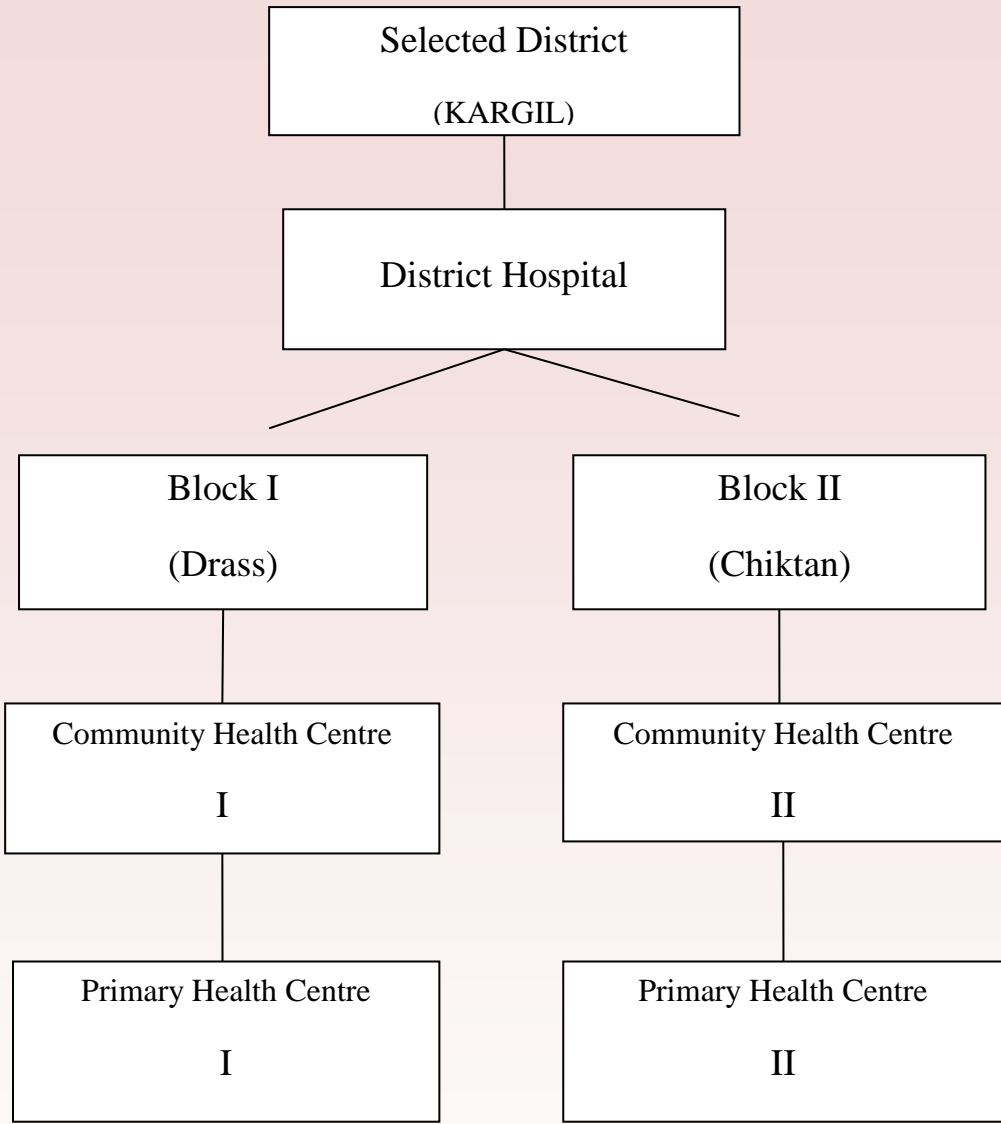 Selected District
(KARGIL)
District Hospital
Block I
(Drass)
Block II
(Chiktan)
Community Health Centre
I
Community Health Centre
II
Primary Health Centre
I
Primary Health Centre
II